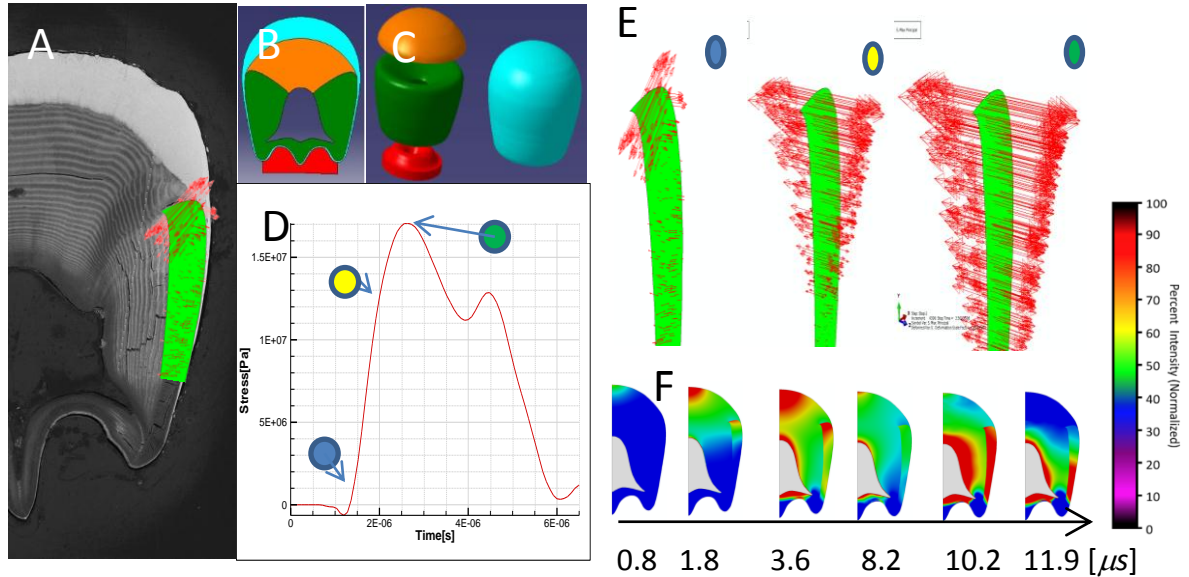 A
B
C
D
Stress[Pa]
1.5E+07
1E+07
5E+06
0
0
2E-06
4E-06
6E-06
Time[s]
E
S, Max. Principal
F
0.8
1.8
3.6
8.2
10.2
11.9 [μs]
100
90
80
70
60
50
40
30
20
10
0
Percent Intensity (Normalized)